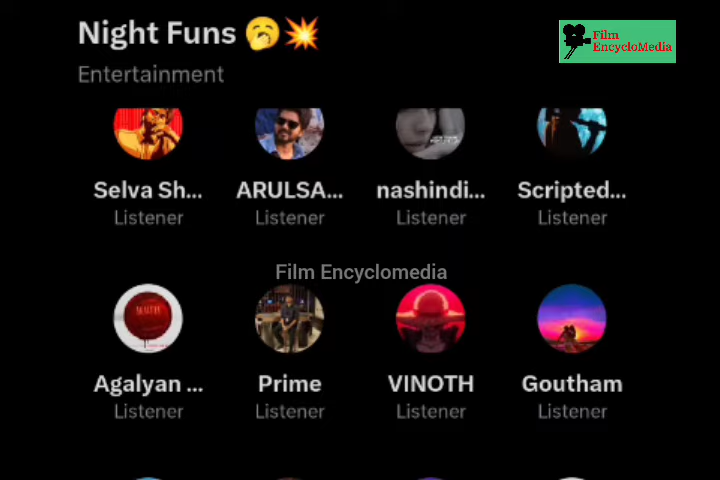 Night Funs 🥱💥
Film
EncycloMedia
Entertainment
Selva Sh... ARULSA... nashindi... Scripted...
Listener Listener Listener Listener
Film Encyclomedia
Agalyan ... Prime VINOTH Goutham
Listener Listener Listener Listener